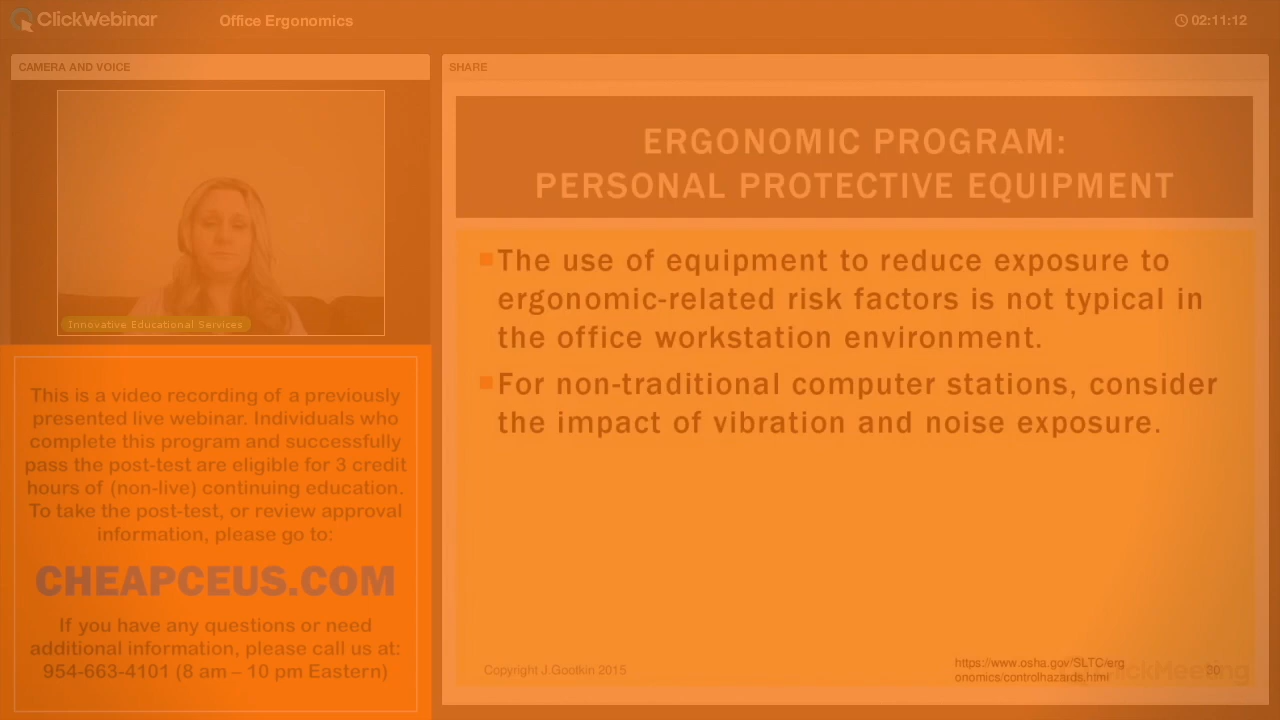 ClickWebinar
Office Ergonomics
02:11:12
CAMERA AND VOICE
SHARE
Innovative Educational Services
This is a video recording of a previously
presented live webinar. Individuals who
complete this program and successfully
pass the post-test are eligible for 3 credit
hours of (non-live) continuing education.
To take the post-test, or review approval
information, please go to:
CHEAPCEUS.COM
If you have any questions or need
additional information, please call us at:
954-663-4101 (8 am – 10 pm Eastern)
ERGONOMIC PROGRAM:
PERSONAL PROTECTIVE EQUIPMENT
The use of equipment to reduce exposure to
ergonomic-related risk factors is not typical in
the office workstation environment.
For non-traditional computer stations, consider
the impact of vibration and noise exposure.
Copyright J.Gootkin 2015
https://www.osha.gov/SLTC/erg
onomics/controlhazards.html
ClickMeeting
30